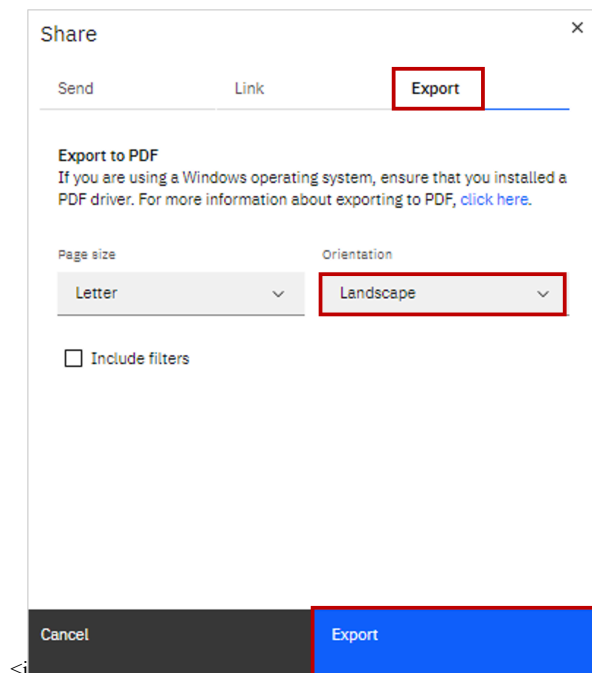 Share
Send Link Export
Export to PDF
If you are using a Windows operating system, ensure that you installed a
PDF driver. For more information about exporting to PDF, click here.
Page size Orientation
Letter Landscape
Include filters
Cancel Export
<i